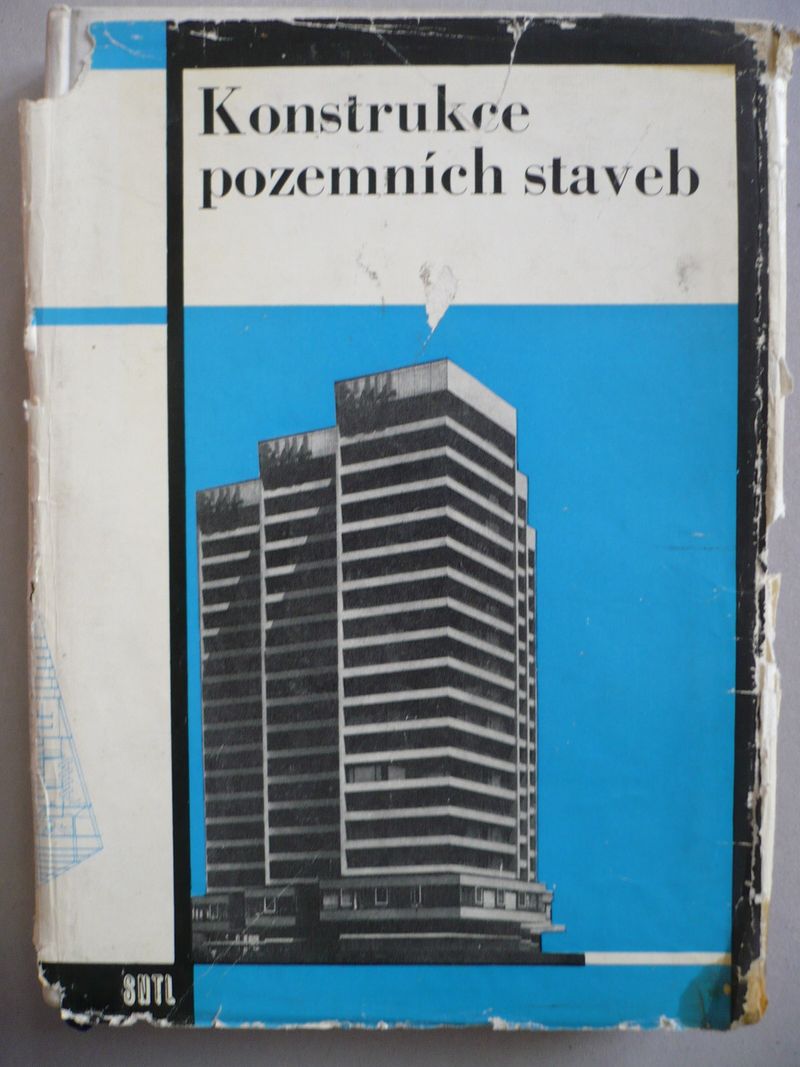 Konstrukce
pozemních staveb
SNTL